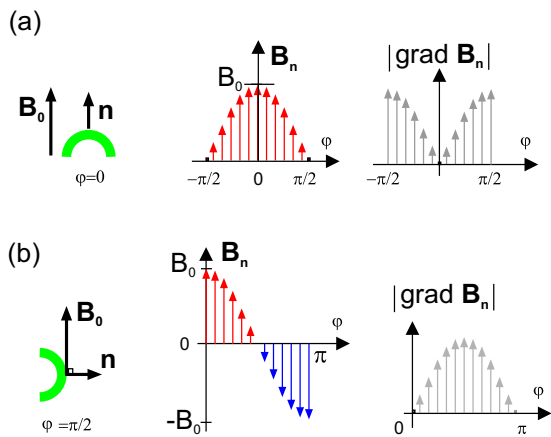 (a)
B₀
n
φ=0
Bₙ
B₀
φ
−π/2
0
π/2
|grad Bₙ|
φ
−π/2
π/2
(b)
B₀
n
φ =π/2
B₀
Bₙ
φ
0
π
-B₀
|grad Bₙ|
φ
0
π